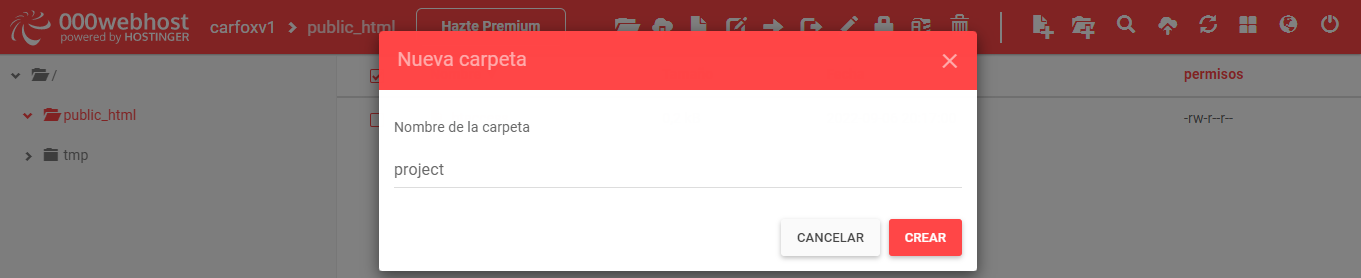 000webhost
powered by HOSTINGER
carfoxv1 > public_html
Hazte Premium
/
public_html
tmp
permisos
-rw-r--r--
Nueva carpeta
Nombre de la carpeta
project
CANCELAR
CREAR